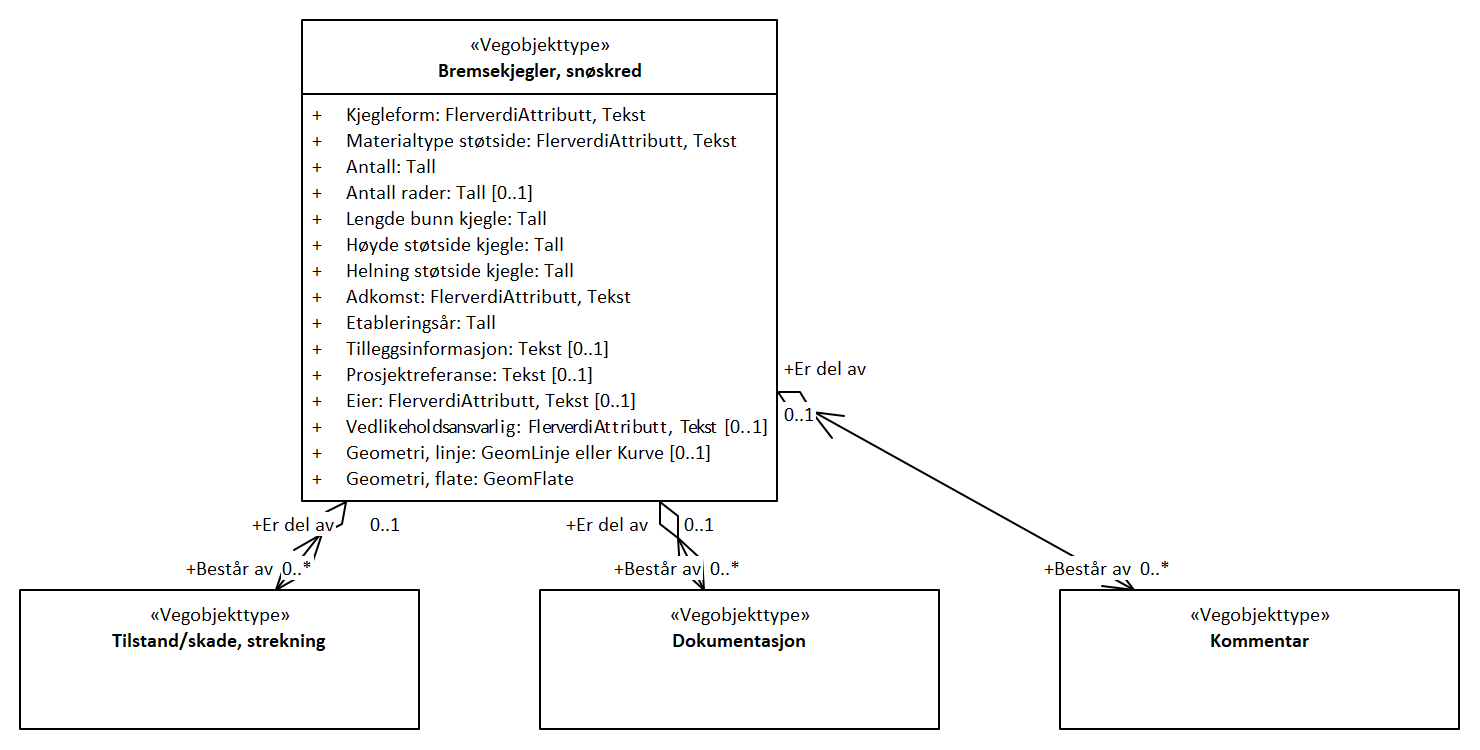 «Vegobjekttype»
Bremsekjegler, snøskred
+ Kjegleform: FlerverdiAttributt, Tekst
+ Materialtype støtside: FlerverdiAttributt, Tekst
+ Antall: Tall
+ Antall rader: Tall [0..1]
+ Lengde bunn kjegle: Tall
+ Høyde støtside kjegle: Tall
+ Helning støtside kjegle: Tall
+ Adkomst: FlerverdiAttributt, Tekst
+ Etableringsår: Tall
+ Tilleggsinformasjon: Tekst [0..1]
+ Prosjektreferanse: Tekst [0..1]
+ Eier: FlerverdiAttributt, Tekst [0..1]
+ Vedlikeholdsansvarlig: FlerverdiAttributt, Tekst [0..1]
+ Geometri, linje: GeomLinje eller Kurve [0..1]
+ Geometri, flate: GeomFlate
+Er del av
0..1
+Er del av 0..1
+Er del av 0..1
+Består av 0..*
+Består av 0..*
+Består av 0..*
«Vegobjekttype»
Tilstand/skade, strekning
«Vegobjekttype»
Dokumentasjon
«Vegobjekttype»
Kommentar